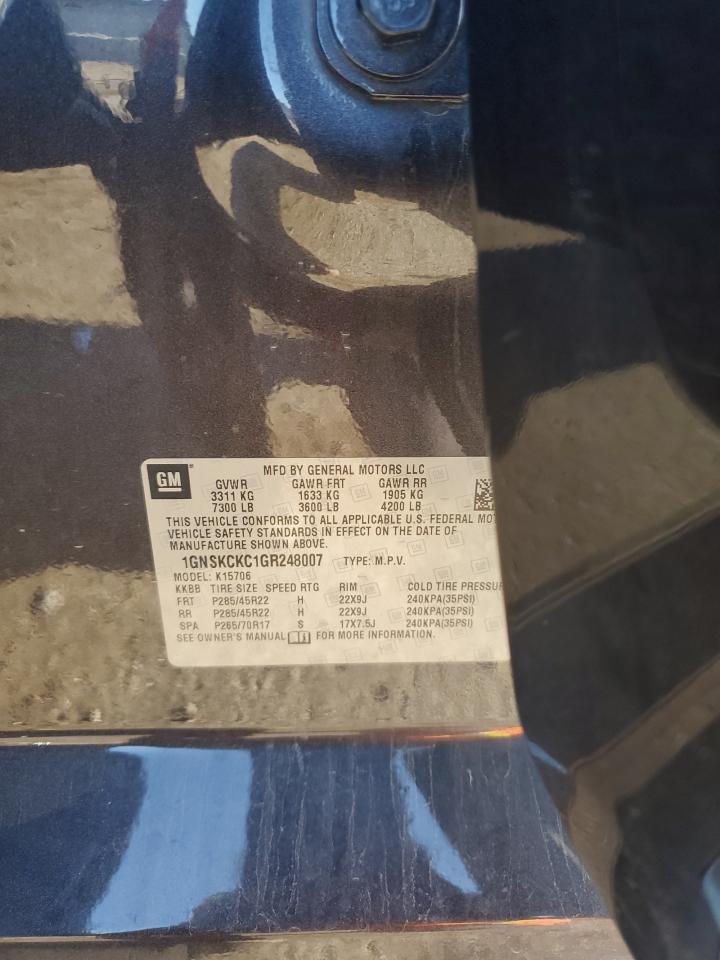 GM
MFD BY GENERAL MOTORS LLC
GVWR GAWR FRT GAWR RR
3311 KG 1633 KG 1905 KG
7300 LB 3600 LB 4200 LB
THIS VEHICLE CONFORMS TO ALL APPLICABLE U.S. FEDERAL MOT
VEHICLE SAFETY STANDARDS IN EFFECT ON THE DATE OF
MANUFACTURE SHOWN ABOVE.
1GNSKCKC1GR248007 TYPE: M.P.V.
MODEL: K15706
KKBB TIRE SIZE SPEED RTG RIM COLD TIRE PRESSUR
FRT P285/45R22 H 22X9J 240KPA(35PSI)
RR P285/45R22 H 22X9J 240KPA(35PSI)
SPA P265/70R17 S 17X7.5J 240KPA(35PSI)
SEE OWNER'S MANUAL FOR MORE INFORMATION.